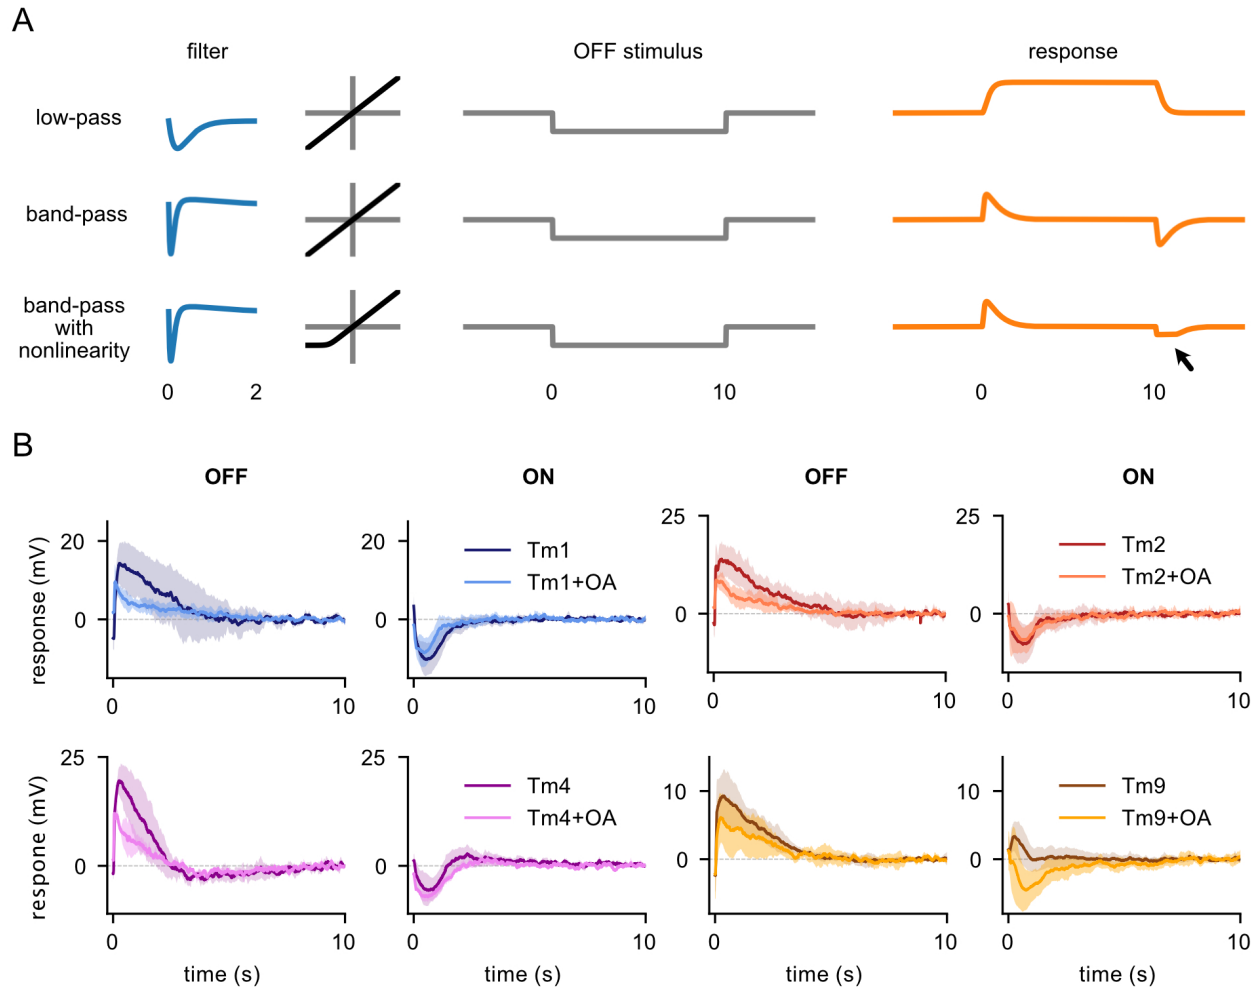 A
filter
OFF stimulus
response
low-pass
band-pass
band-pass
with
nonlinearity
0
2
0
10
0
10
B
OFF
ON
OFF
ON
response (mV)
20
0
0
10
20
0
Tm1
Tm1+OA
0
10
25
0
0
10
25
0
Tm2
Tm2+OA
0
10
respone (mV)
25
0
0
10
time (s)
25
0
Tm4
Tm4+OA
0
10
time (s)
10
0
0
10
time (s)
10
0
Tm9
Tm9+OA
0
10
time (s)